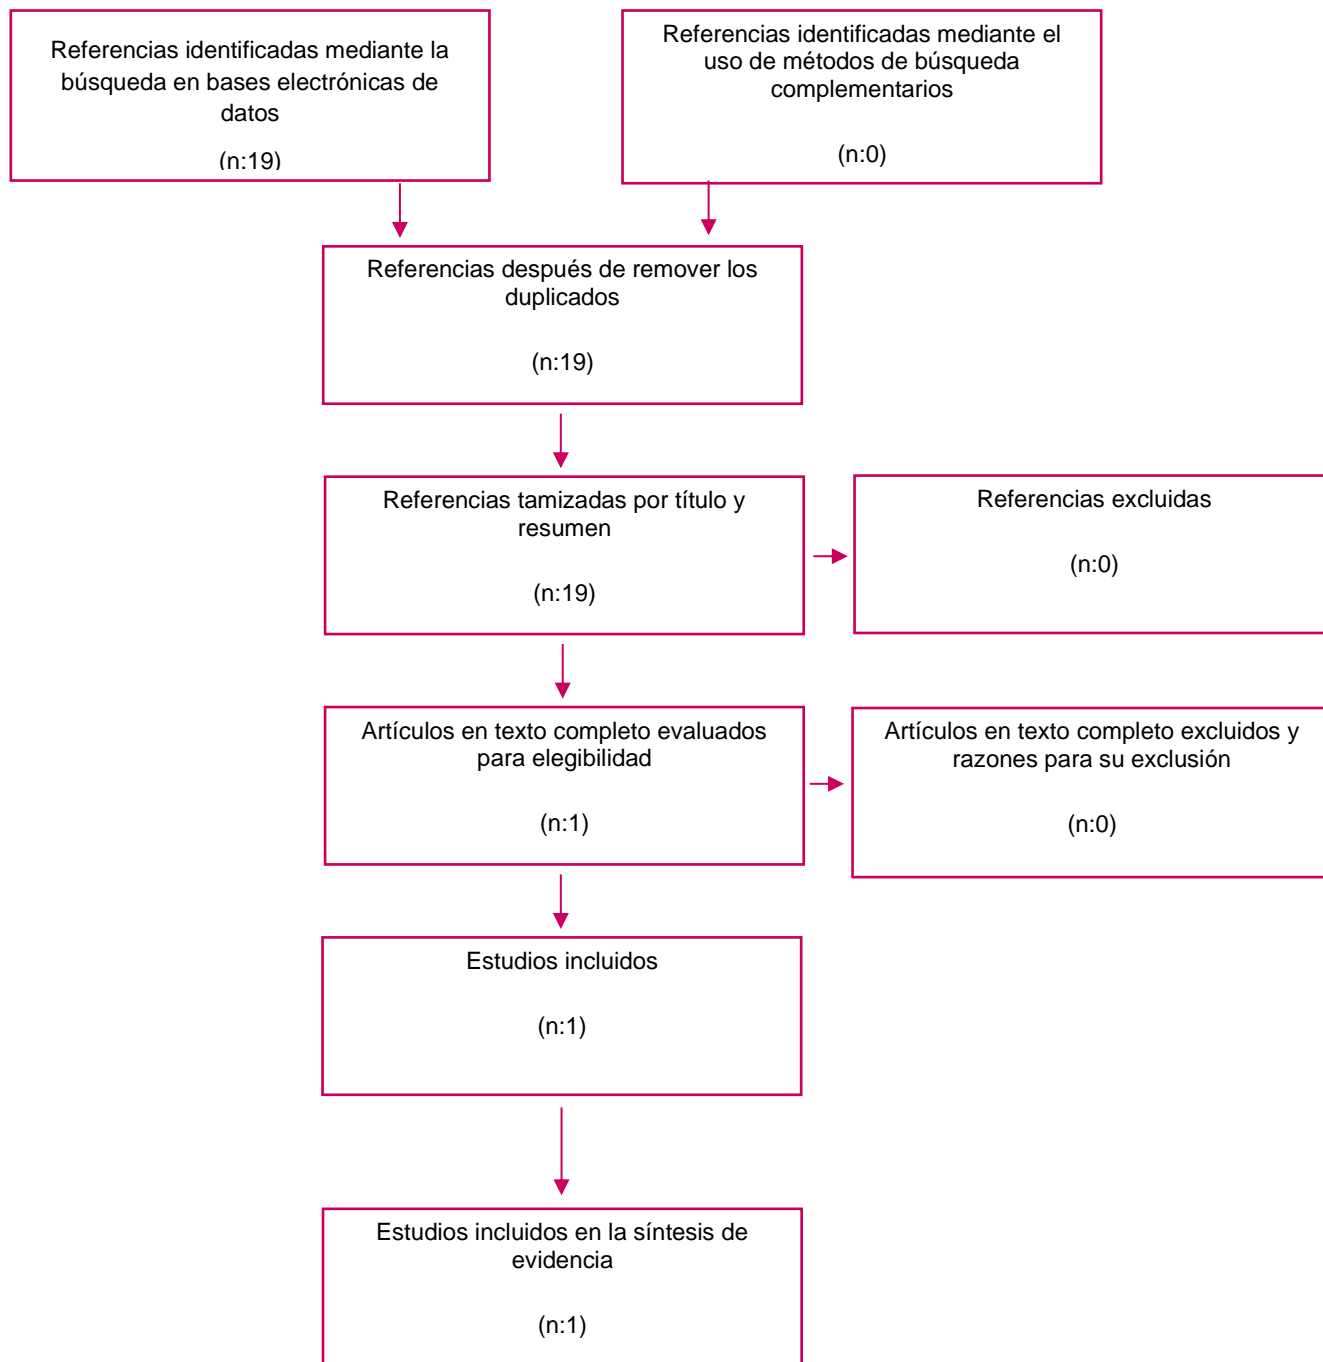 Referencias identificadas mediante la
búsqueda en bases electrónicas de
datos
(n:19)
Referencias identificadas mediante el
uso de métodos de búsqueda
complementarios
(n:0)
Referencias después de remover los
duplicados
(n:19)
Referencias tamizadas por título y
resumen
(n:19)
Referencias excluidas
(n:0)
Artículos en texto completo evaluados
para elegibilidad
(n:1)
Artículos en texto completo excluidos y
razones para su exclusión
(n:0)
Estudios incluidos
(n:1)
Estudios incluidos en la síntesis de
evidencia
(n:1)